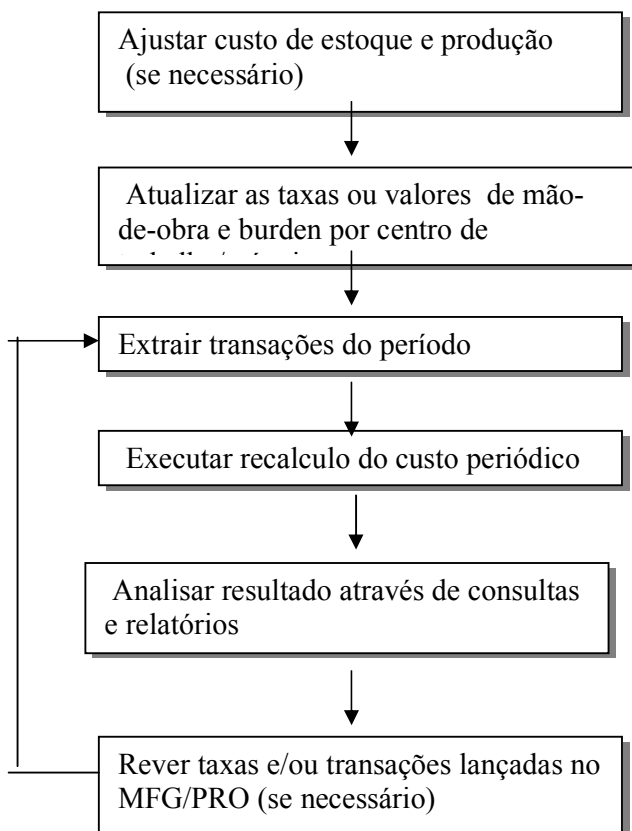 Ajustar custo de estoque e produção
(se necessário)
Atualizar as taxas ou valores de mão-
de-obra e burden por centro de
Extrair transações do período
Executar recalculo do custo periódico
Analisar resultado através de consultas
e relatórios
Rever taxas e/ou transações lançadas no
MFG/PRO (se necessário)